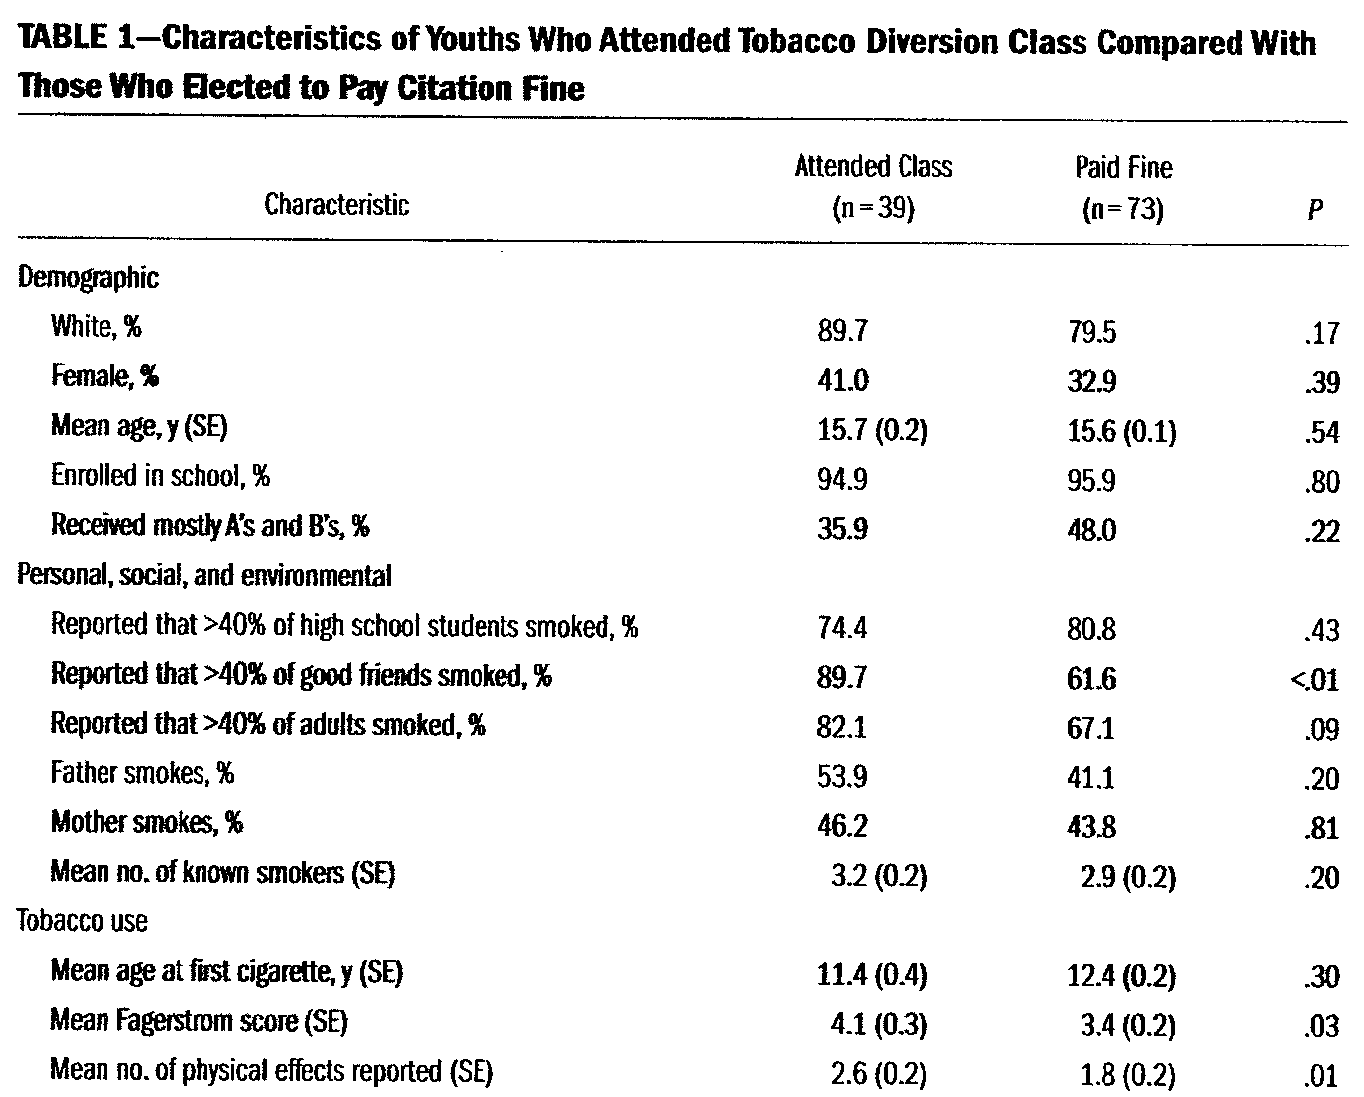 TABLE 1—Characteristics of Youths Who Attended Tobacco Diversion Class Compared With
Those Who Elected to Pay Citation Fine
Attended Class Paid Fine
Characteristic (n=39) (n=73) P
Demographic
White, % 89.7 79.5 .17
Female, % 41.0 32.9 .39
Mean age, y (SE) 15.7 (0.2) 15.6 (0.1) .54
Enrolled in school, % 94.9 95.9 .80
Received mostly A's and B's, % 35.9 48.0 .22
Personal, social, and environmental
Reported that >40% of high school students smoked, % 74.4 80.8 .43
Reported that >40% of good friends smoked, % 89.7 61.6 <.01
Reported that >40% of adults smoked, % 82.1 67.1 .09
Father smokes, % 53.9 41.1 .20
Mother smokes, % 46.2 43.8 .81
Mean no. of known smokers (SE) 3.2 (0.2) 2.9 (0.2) .20
Tobacco use
Mean age at first cigarette, y (SE) 11.4 (0.4) 12.4 (0.2) .30
Mean Fagerstrom score (SE) 4.1 (0.3) 3.4 (0.2) .03
Mean no. of physical effects reported (SE) 2.6 (0.2) 1.8 (0.2) .01